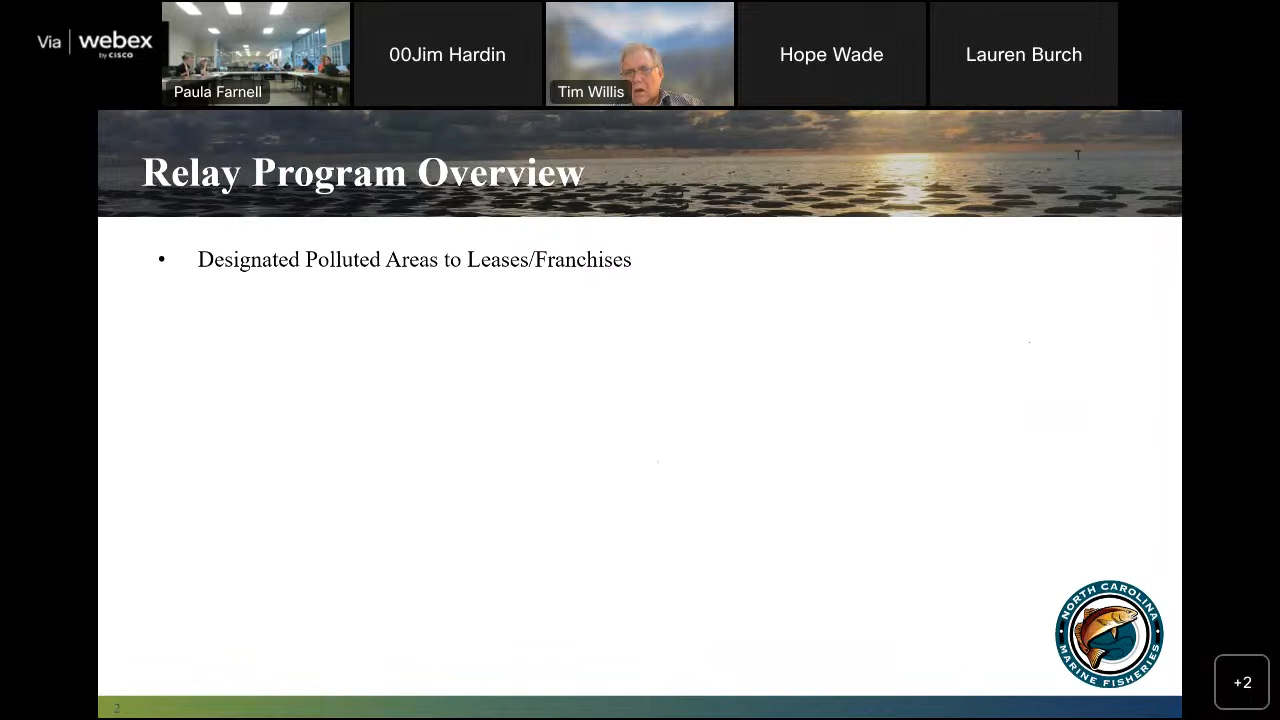 Via | webex
by CISCO
Paula Farnell
00Jim Hardin
Tim Willis
Hope Wade
Lauren Burch
Relay Program Overview
• Designated Polluted Areas to Leases/Franchises
NORTH CAROLINA
MARINE FISHERIES
2
+2